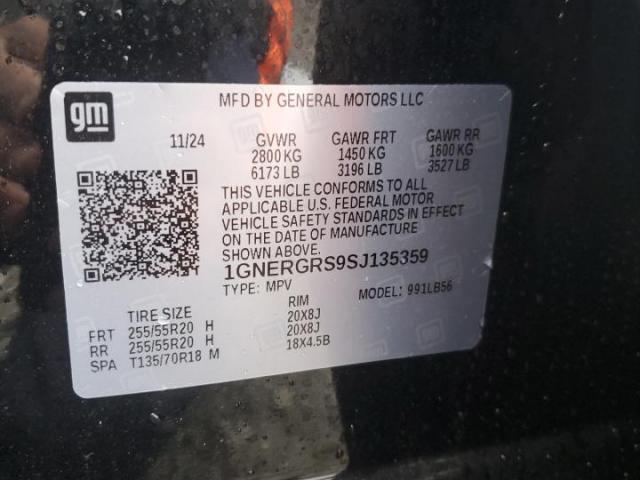 gm
MFD BY GENERAL MOTORS LLC
11/24 GVWR GAWR FRT GAWR RR
2800 KG 1450 KG 1600 KG
6173 LB 3196 LB 3527 LB
THIS VEHICLE CONFORMS TO ALL
APPLICABLE U.S. FEDERAL MOTOR
VEHICLE SAFETY STANDARDS IN EFFECT
ON THE DATE OF MANUFACTURE
SHOWN ABOVE.
1GNERGRS9SJ135359
TYPE: MPV MODEL: 991LB56
TIRE SIZE RIM
FRT 255/55R20 H 20X8J
RR 255/55R20 H 20X8J
SPA T135/70R18 M 18X4.5B